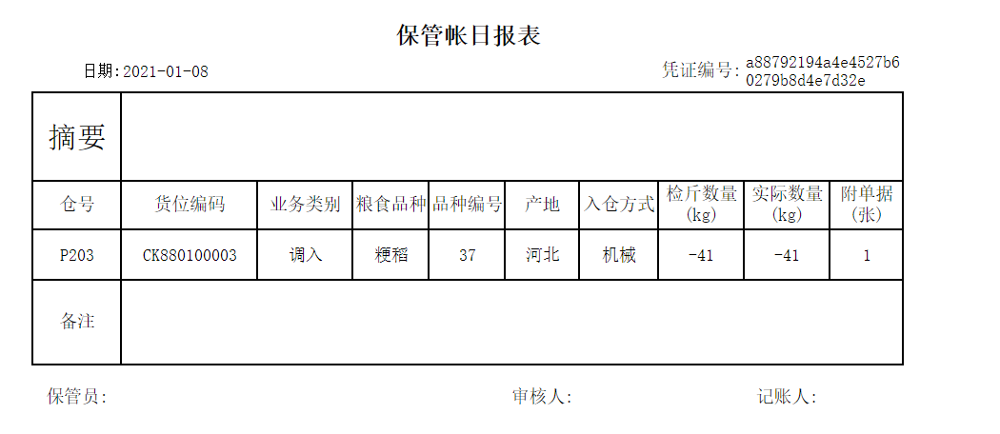 保管帐日报表
日期:2021-01-08
凭证编号:
a88792194a4e4527b6
0279b8d4e7d32e
摘要
仓号 货位编码 业务类别 粮食品种 品种编号 产地 入仓方式 检斤数量(kg) 实际数量(kg) 附单据(张)
P203 CK880100003 调入 粳稻 37 河北 机械 -41 -41 1
备注
保管员: 审核人: 记账人: